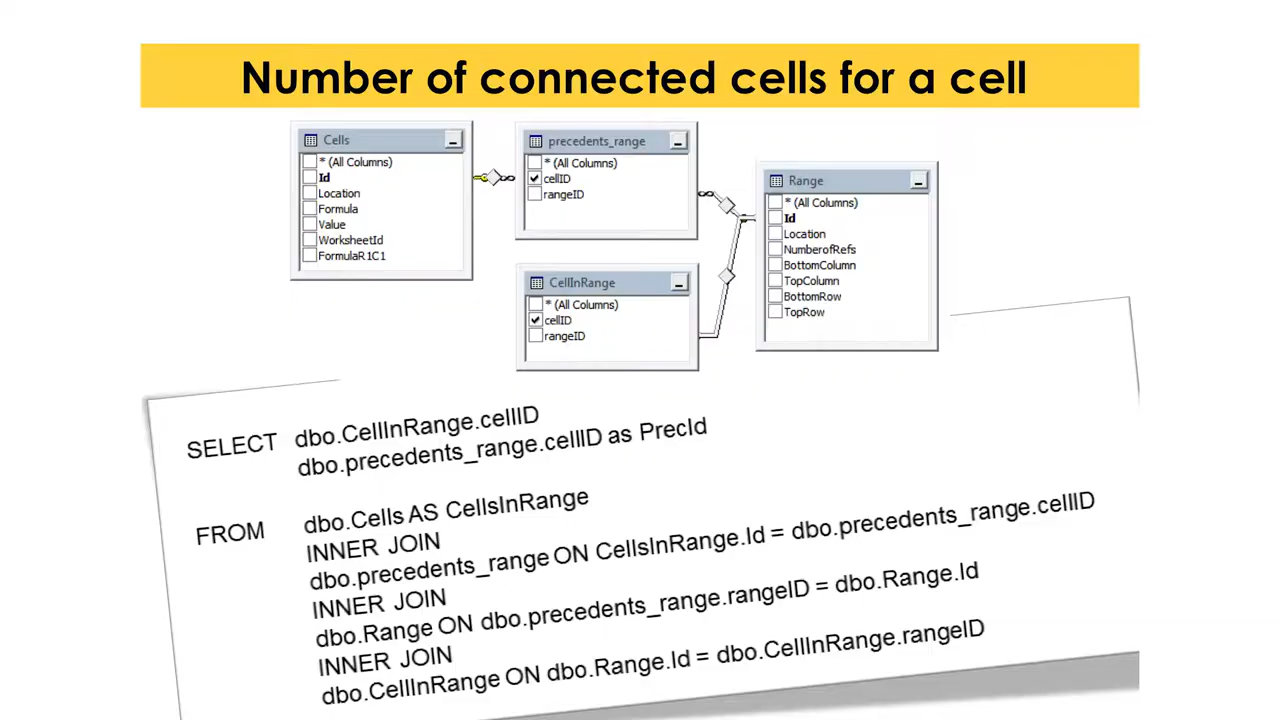 Number of connected cells for a cell
Cells
* (All Columns)
Id
Location
Formula
Value
WorksheetId
FormulaR1C1
precedents_range
* (All Columns)
cellID
rangeID
CellInRange
* (All Columns)
cellID
rangeID
Range
* (All Columns)
Id
Location
NumberofRefs
BottomColumn
TopColumn
BottomRow
TopRow
SELECT dbo.CellInRange.cellID
dbo.precedents_range.cellID as PrecId
FROM dbo.Cells AS CellsInRange
INNER JOIN
dbo.precedents_range ON CellsInRange.Id = dbo.precedents_range.cellID
INNER JOIN
dbo.Range ON dbo.precedents_range.rangeID = dbo.Range.Id
INNER JOIN
dbo.CellInRange ON dbo.Range.Id = dbo.CellInRange.rangeID